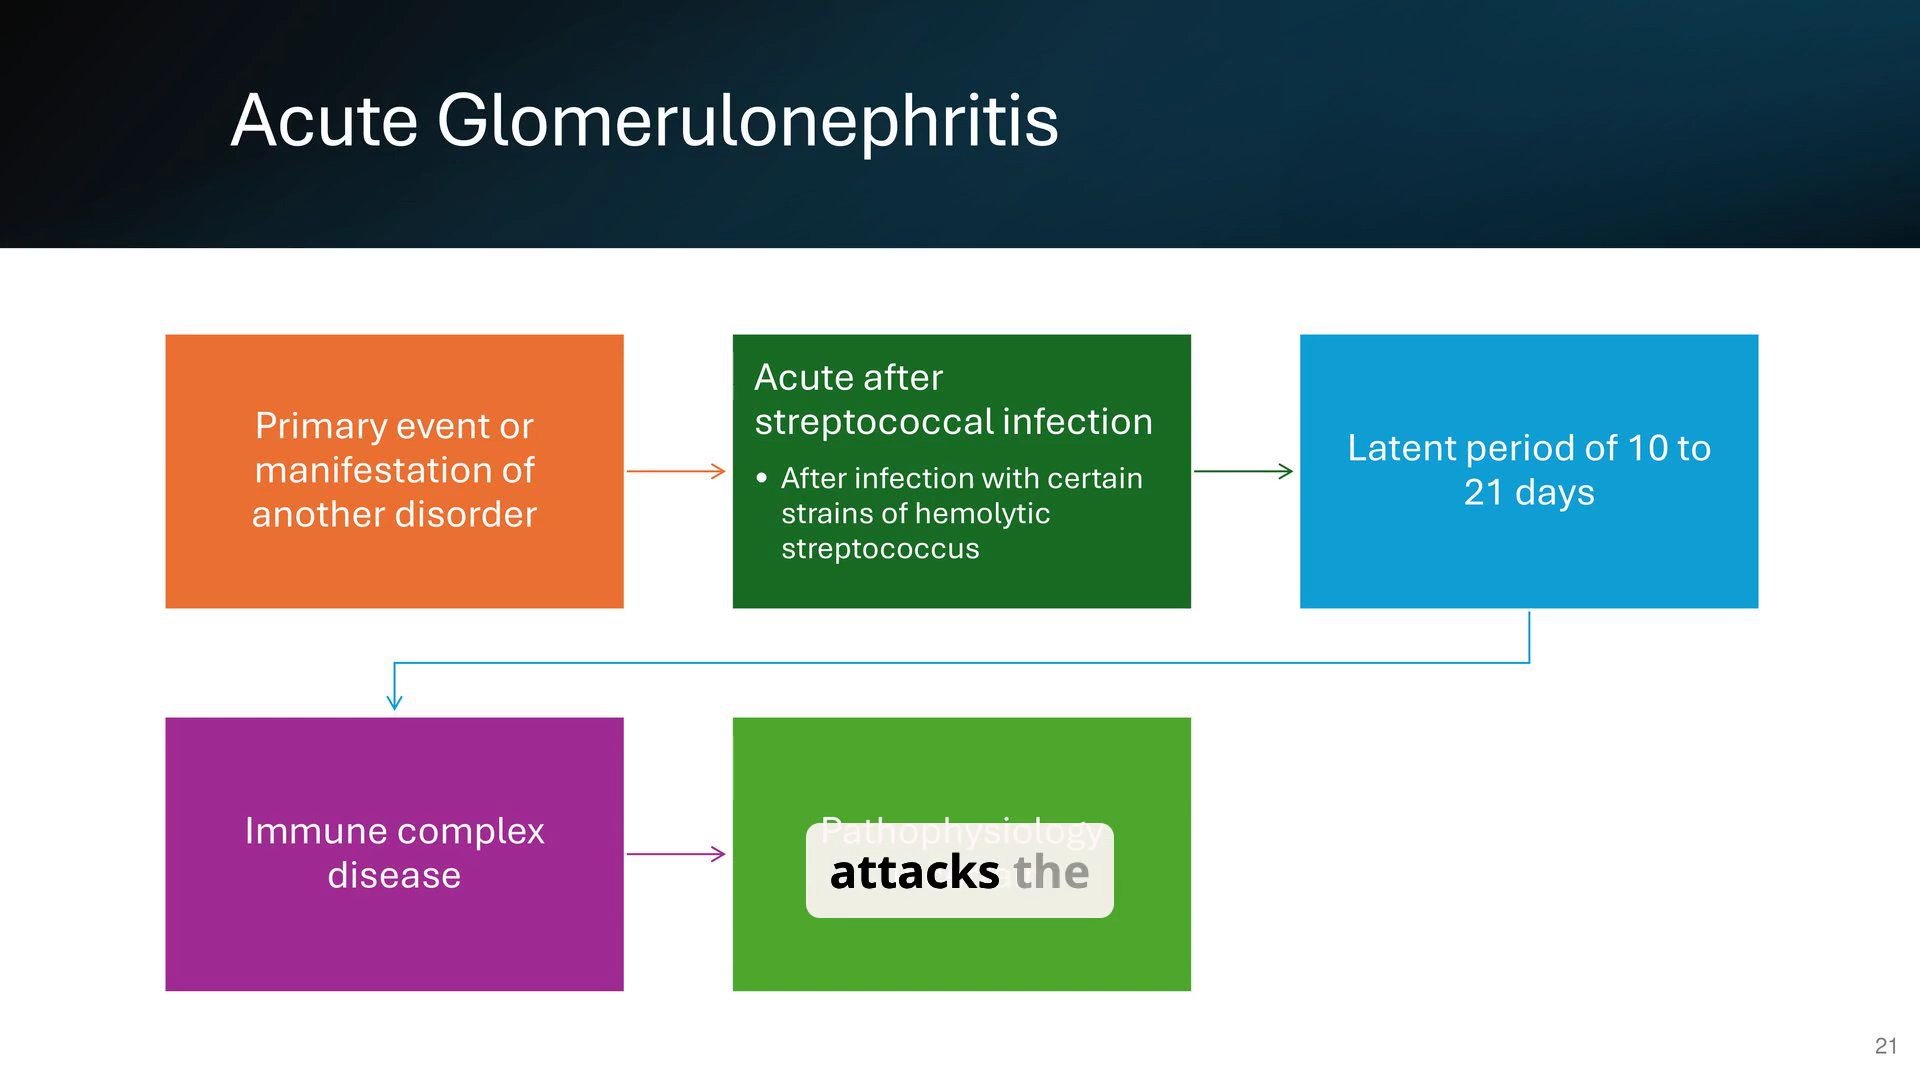 Acute Glomerulonephritis
Primary event or
manifestation of
another disorder
Acute after
streptococcal infection
• After infection with certain
strains of hemolytic
streptococcus
Latent period of 10 to
21 days
Immune complex
disease
Pathophysiology
attacks the
21